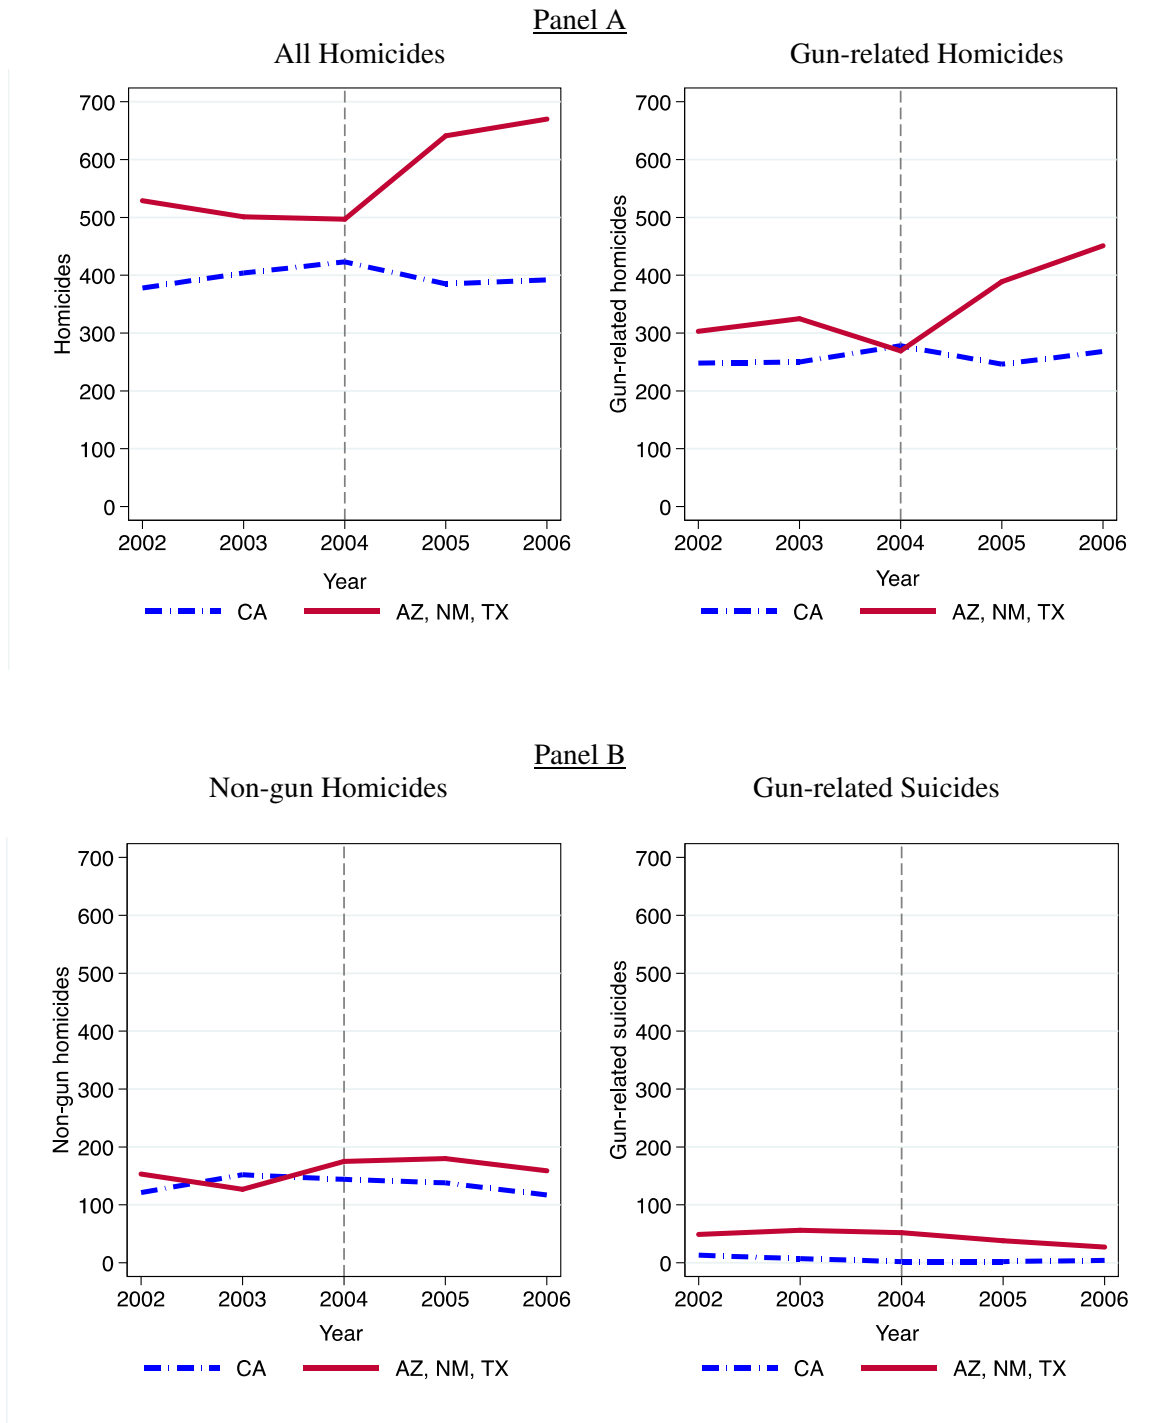 Panel A
All Homicides
Gun-related Homicides
Homicides
700
600
500
400
300
200
100
0
2002 2003 2004 2005 2006
Year
CA AZ, NM, TX
Gun-related homicides
700
600
500
400
300
200
100
0
2002 2003 2004 2005 2006
Year
CA AZ, NM, TX
Panel B
Non-gun Homicides
Gun-related Suicides
Non-gun homicides
700
600
500
400
300
200
100
0
2002 2003 2004 2005 2006
Year
CA AZ, NM, TX
Gun-related suicides
700
600
500
400
300
200
100
0
2002 2003 2004 2005 2006
Year
CA AZ, NM, TX